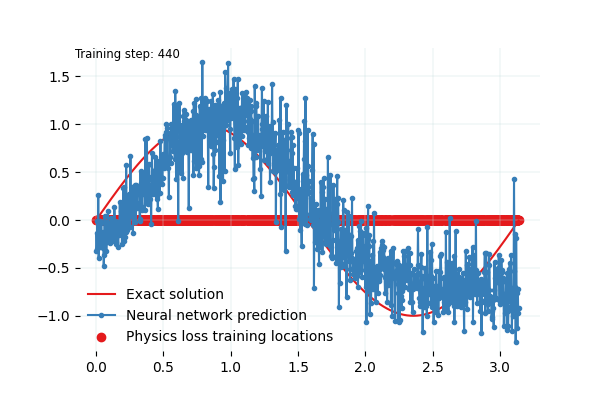 Training step: 440
1.5
1.0
0.5
0.0
−0.5
−1.0
Exact solution
Neural network prediction
Physics loss training locations
0.0 0.5 1.0 1.5 2.0 2.5 3.0